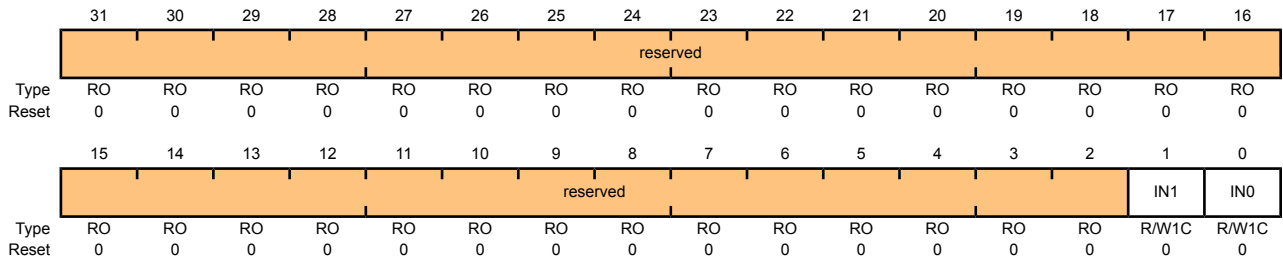 31 30 29 28 27 26 25 24 23 22 21 20 19 18 17 16
reserved
Type RO RO RO RO RO RO RO RO RO RO RO RO RO RO RO RO
Reset 0 0 0 0 0 0 0 0 0 0 0 0 0 0 0 0
15 14 13 12 11 10 9 8 7 6 5 4 3 2 1 0
reserved IN1 IN0
Type RO RO RO RO RO RO RO RO RO RO RO RO RO RO R/W1C R/W1C
Reset 0 0 0 0 0 0 0 0 0 0 0 0 0 0 0 0